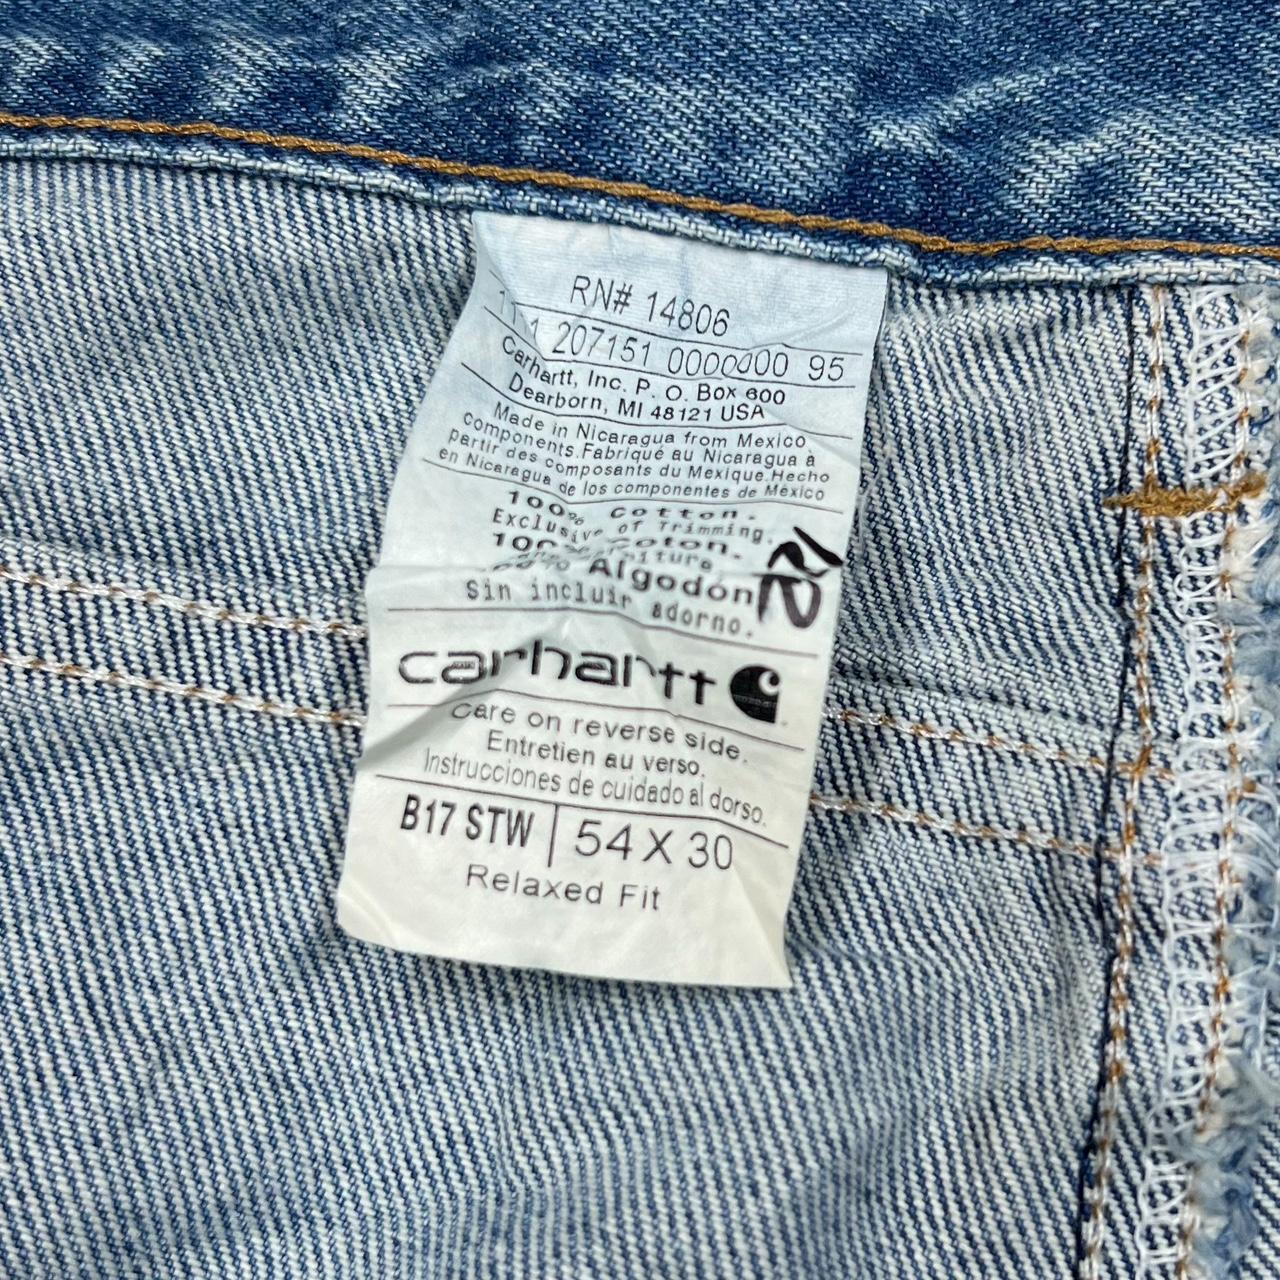 RN# 14806
207151 0000000 95
Carhartt, Inc. P. O. Box 600
Dearborn, MI 48121 USA
Made in Nicaragua from Mexico
components.Fabriqué au Nicaragua à
partir des composants du Mexique.Hecho
en Nicaragua de los componentes de México
100% Cotton.
Exclusive of Trimming.
100% Coton.
Algodón
Sin incluir adorno.
carhartt
Care on reverse side.
Entretien au verso.
Instrucciones de cuidado al dorso.
B17 STW 54 X 30
Relaxed Fit